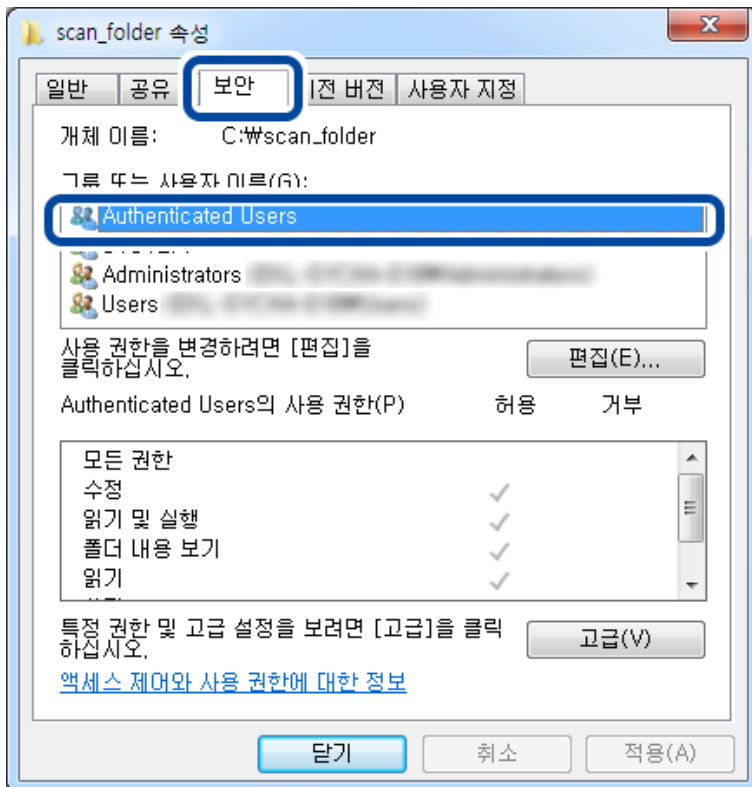 scan_folder 속성
일반 공유 보안 이전 버전 사용자 지정
개체 이름: C:₩scan_folder
그룹 또는 사용자 이름(G):
Authenticated Users
Administrators
Users
사용 권한을 변경하려면 [편집]을
클릭하십시오.
편집(E)...
Authenticated Users의 사용 권한(P) 허용 거부
모든 권한
수정
읽기 및 실행
폴더 내용 보기
읽기
특정 권한 및 고급 설정을 보려면 [고급]을 클릭
하십시오.
고급(V)
액세스 제어와 사용 권한에 대한 정보
닫기 취소 적용(A)